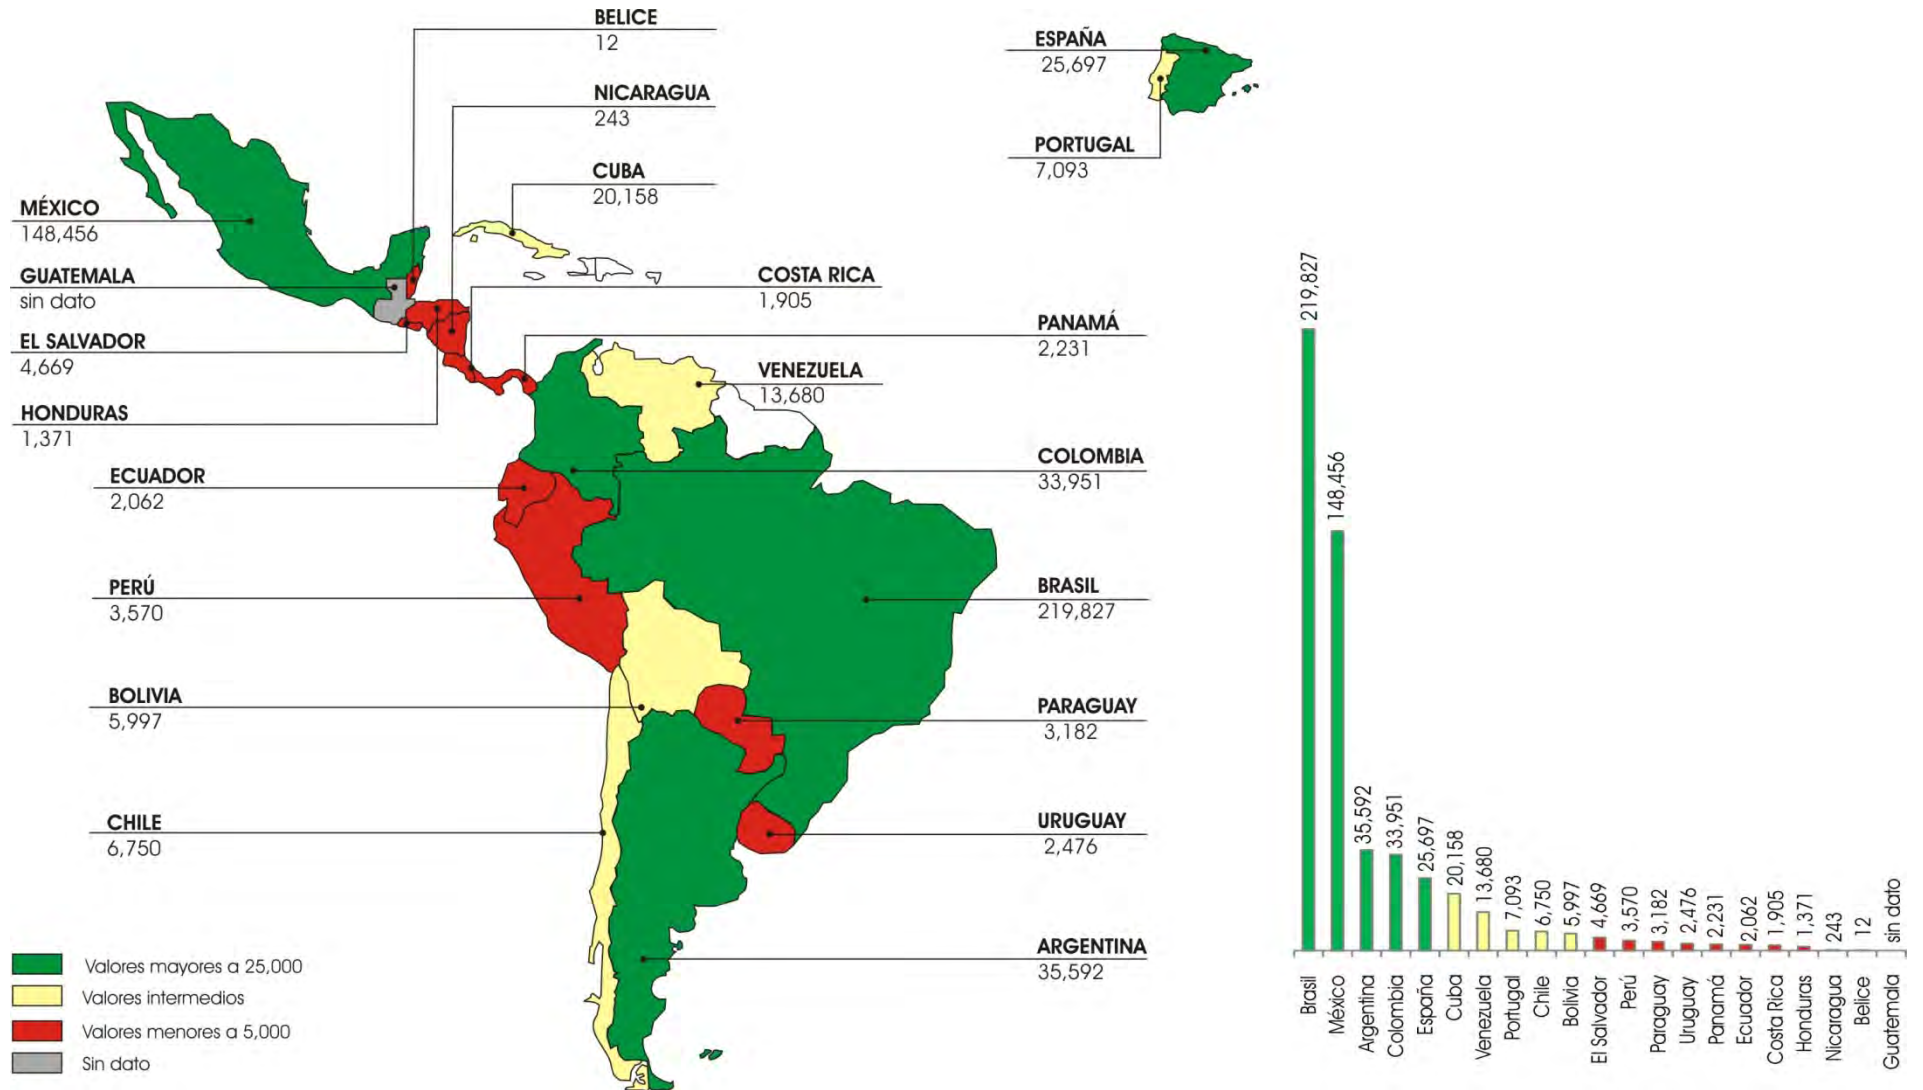 BELICE
12
NICARAGUA
243
CUBA
20,158
MÉXICO
148,456
GUATEMALA
sin dato
EL SALVADOR
4,669
HONDURAS
1,371
COSTA RICA
1,905
PANAMÁ
2,231
VENEZUELA
13,680
COLOMBIA
33,951
ECUADOR
2,062
PERÚ
3,570
BRASIL
219,827
BOLIVIA
5,997
PARAGUAY
3,182
CHILE
6,750
URUGUAY
2,476
ARGENTINA
35,592
ESPAÑA
25,697
PORTUGAL
7,093
Valores mayores a 25,000
Valores intermedios
Valores menores a 5,000
Sin dato
219,827
148,456
35,592
33,951
25,697
20,158
13,680
7,093
6,750
5,997
4,669
3,570
3,182
2,476
2,231
2,062
1,905
1,371
243
12
sin dato
Brasil
México
Argentina
Colombia
España
Cuba
Venezuela
Portugal
Chile
Bolivia
El Salvador
Perú
Paraguay
Uruguay
Panamá
Ecuador
Costa Rica
Honduras
Nicaragua
Belice
Guatemala